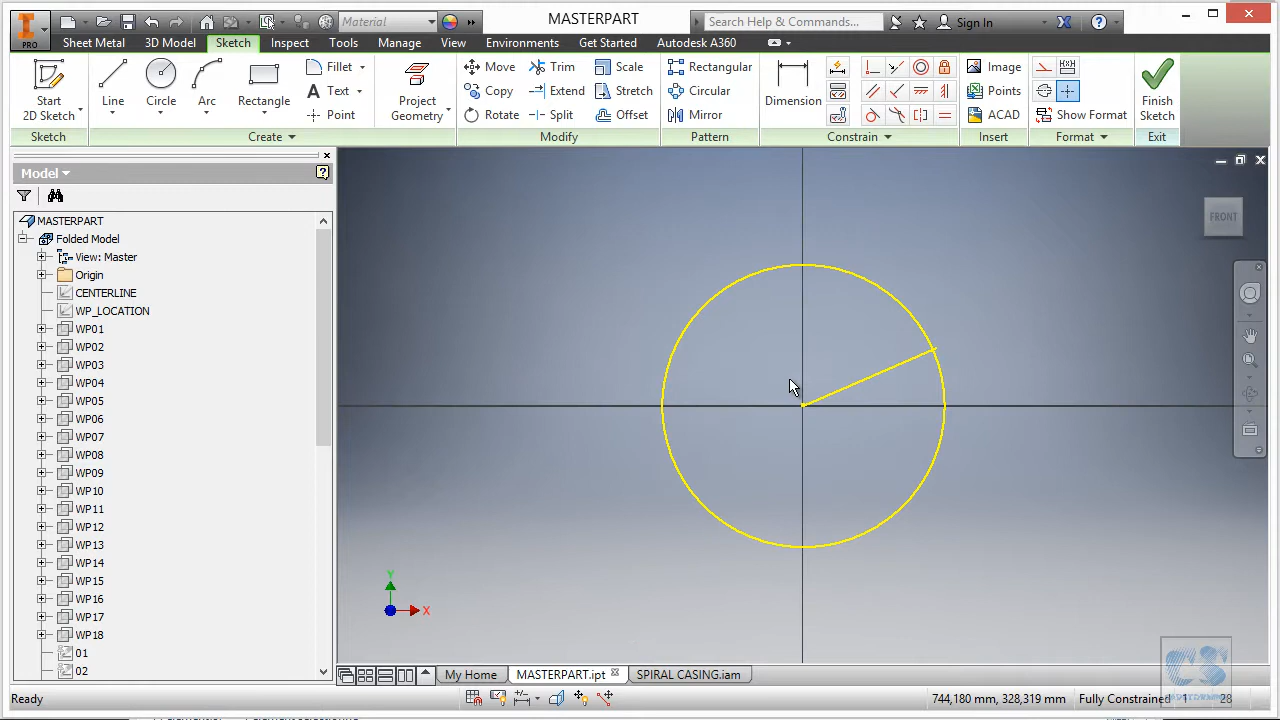 MASTERPART
Material
Search Help & Commands...
Sign In
PRO
Sheet Metal 3D Model Sketch Inspect Tools Manage View Environments Get Started Autodesk A360
Start 2D Sketch
Line
Circle
Arc
Rectangle
Fillet
Text
Point
Project Geometry
Move
Copy
Rotate
Trim
Extend
Split
Scale
Stretch
Offset
Rectangular
Circular
Mirror
Dimension
Image
Points
ACAD
Show Format
Finish Sketch
Sketch Create Modify Pattern Constrain Insert Format Exit
Model
MASTERPART
Folded Model
View: Master
Origin
CENTERLINE
WP_LOCATION
WP01
WP02
WP03
WP04
WP05
WP06
WP07
WP08
WP09
WP10
WP11
WP12
WP13
WP14
WP15
WP16
WP17
WP18
01
02
FRONT
Y
X
My Home MASTERPART.ipt SPIRAL CASING.iam
Ready
744,180 mm, 328,319 mm Fully Constrained 1 28